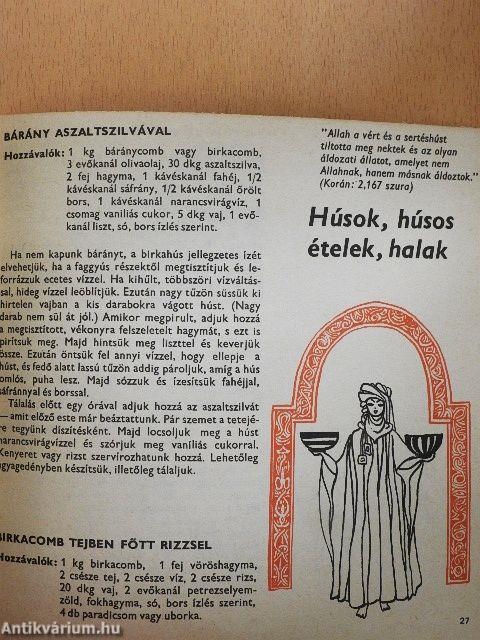 BÁRÁNY ASZALTSZILVÁVAL
Hozzávalók: 1 kg báránycomb vagy birkacomb,
3 evőkanál olivaolaj, 30 dkg aszaltszilva,
2 fej hagyma, 1 kávéskanál fahéj, 1/2
kávéskanál sáfrány, 1/2 kávéskanál őrölt
bors, 1 kávéskanál narancsvirágvíz, 1
csomag vaniliás cukor, 5 dkg vaj, 1 evő-
kanál liszt, só, bors ízlés szerint.
Ha nem kapunk bárányt, a birkahús jellegzetes ízét
elvehetjük, ha a faggyús részektől megtisztítjuk és le-
forrázzuk ecetes vízzel. Ha kihűlt, többszöri vízváltás-
sal, hideg vízzel leöblítjük. Ezután nagy tűzön süssük ki
hirtelen vajban a kis darabokra vágott húst. (Nagy
darab nem sül át jól.) Amikor megpirult, adjuk hozzá
a megtisztított, vékonyra felszeletelt hagymát, s ezt is
pirítsuk meg. Majd hintsük meg liszttel és keverjük
össze. Ezután öntsük fel annyi vízzel, hogy ellepje a
húst, és fedő alatt lassú tűzön addig pároljuk, amíg a hús
omlós, puha lesz. Majd sózzuk és ízesítsük fahéjjal,
sáfránnyal és borssal.
Tálalás előtt egy órával adjuk hozzá az aszaltszilvát
— amit előző este már beáztattunk. Pár szemet a tetejé-
re tegyünk díszítésként. Majd locsoljuk meg a húst
narancsvirágvízzel és szórjuk meg vaniliás cukorral.
Kenyeret vagy rizst szervírozhatunk hozzá. Lehetőleg
agyagedényben készítsük, illetőleg tálaljuk.
BIRKACOMB TEJBEN FŐTT RIZZSEL
Hozzávalók: 1 kg birkacomb, 1 fej vöröshagyma,
2 csésze tej, 2 csésze víz, 2 csésze rizs,
20 dkg vaj, 2 evőkanál petrezselyem-
zöld, fokhagyma, só, bors ízlés szerint,
4 db paradicsom vagy uborka.
"Allah a vért és a sertéshúst
tiltotta meg nektek és az olyan
áldozati állatot, amelyet nem
Allahnak, hanem másnak áldoztok."
(Korán: 2,167 szura)
Húsok, húsos
ételek, halak
27
Antikvárium.hu